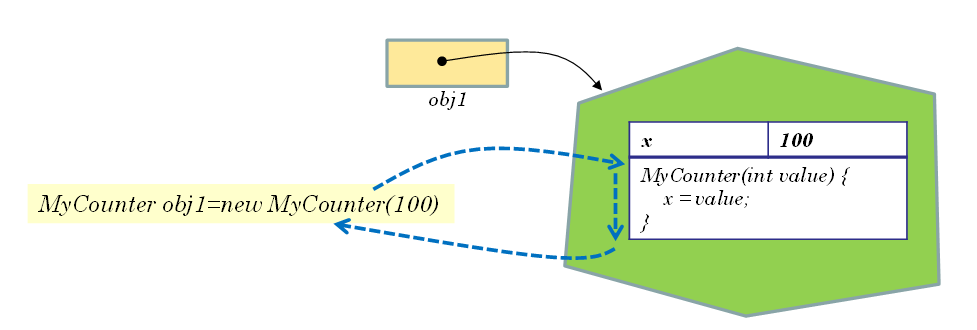 obj1
x 100
MyCounter(int value) {
x =value;
}
MyCounter obj1=new MyCounter(100)